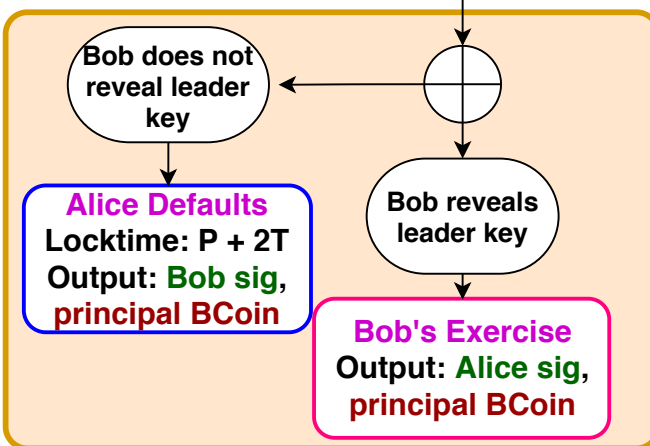 Bob does not
reveal leader
key
Alice Defaults
Locktime: P + 2T
Output: Bob sig,
principal BCoin
Bob reveals
leader key
Bob's Exercise
Output: Alice sig,
principal BCoin